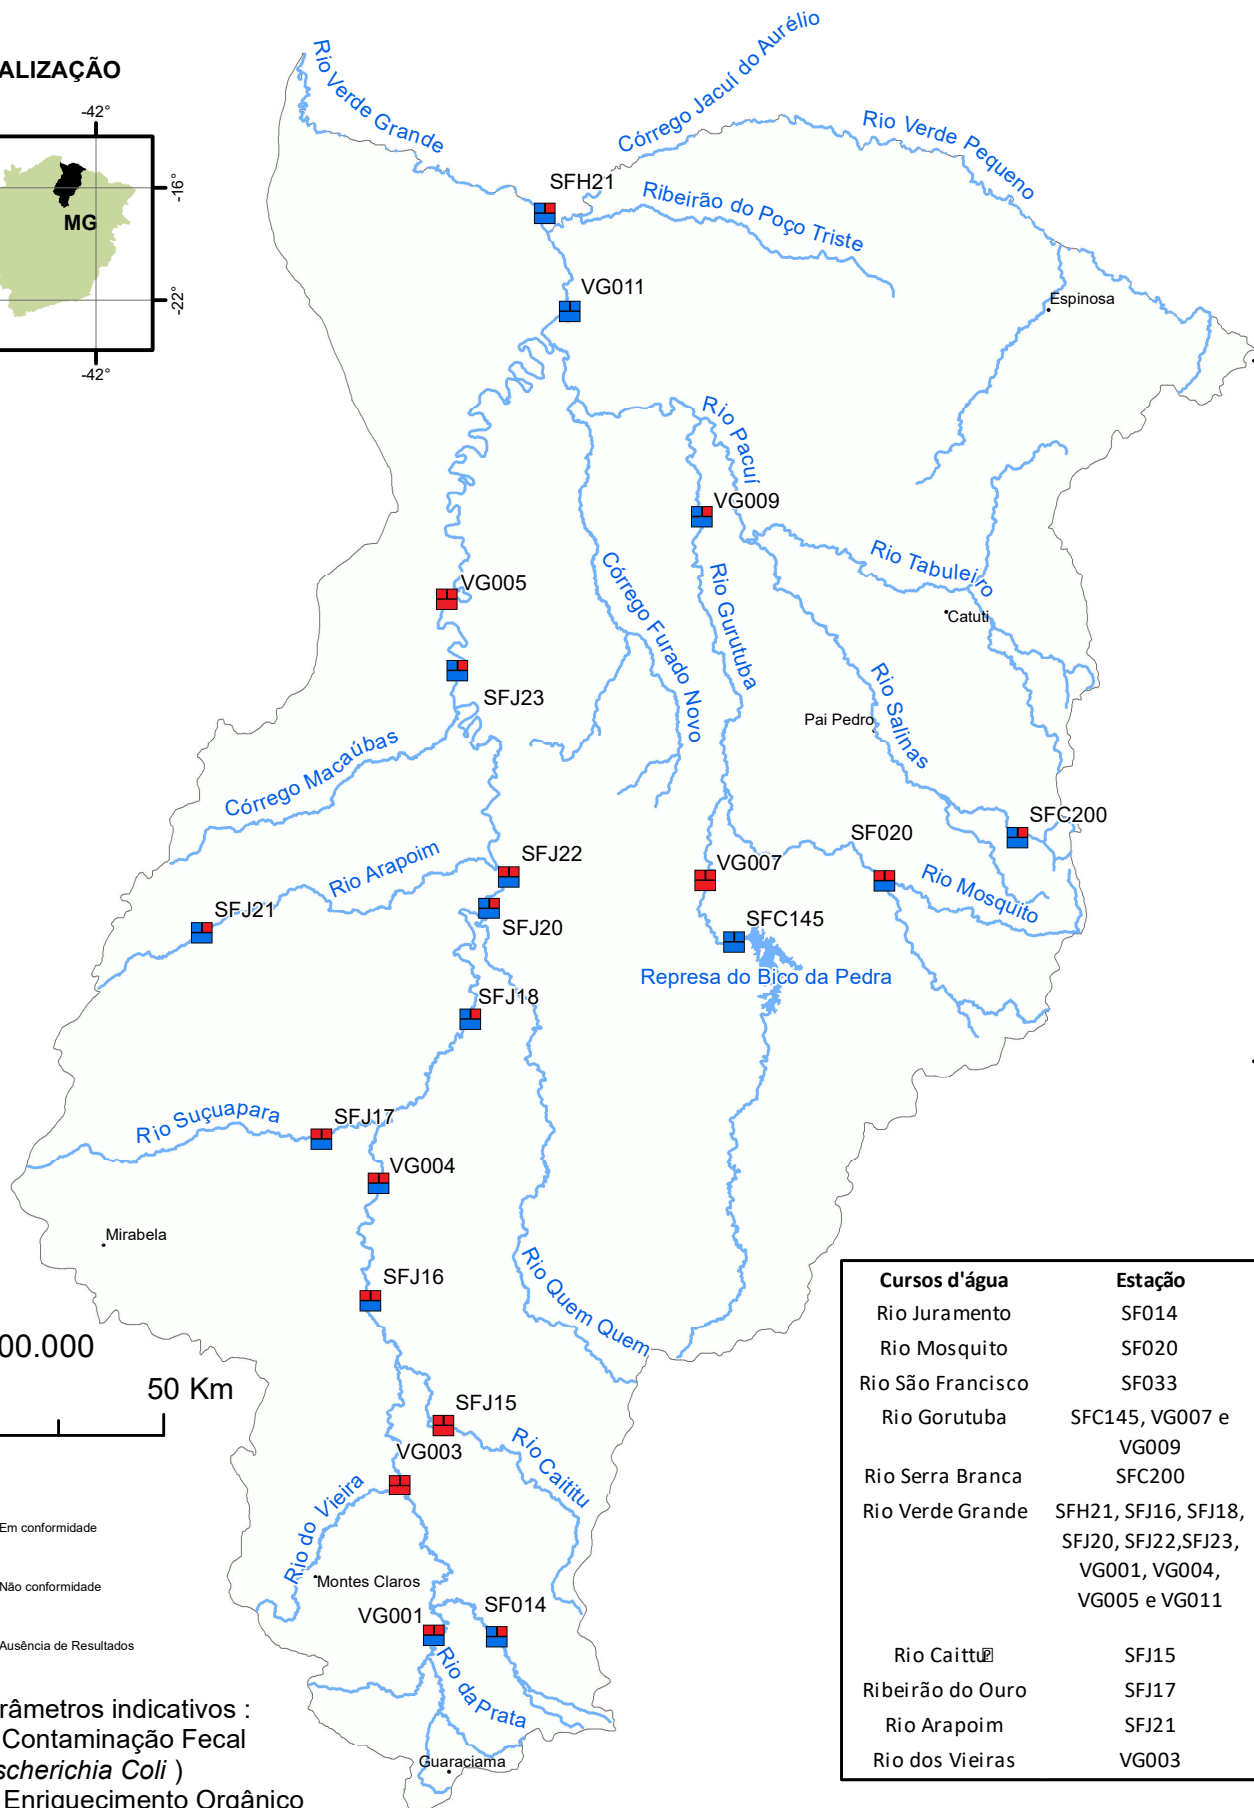 ALIZAÇÃO
-42°
-16°
MG
-22°
-42°
Rio Verde Grande
Córrego Jacuí do Aurélio
Rio Verde Pequeno
SFH21
Ribeirão do Poço Triste
VG011
Espinosa
Rio Pacuí
VG009
Rio Tabuleiro
Córrego Furado Novo
Rio Gurutuba
VG005
Catuti
SFJ23
Rio Salinas
Pai Pedro
Córrego Macaúbas
SFC200
SF020
SFJ22
VG007
Rio Arapoim
Rio Mosquito
SFJ21
SFJ20
SFC145
Represa do Bico da Pedra
SFJ18
Rio Suçuapara
SFJ17
VG004
Mirabela
Rio Quem Quem
SFJ16
00.000
50 Km
SFJ15
Rio Caititu
VG003
Rio do Vieira
Em conformidade
Não conformidade
Ausência de Resultados
Montes Claros
VG001
SF014
Rio da Prata
Guaraciama
râmetros indicativos :
Contaminação Fecal
scherichia Coli )
Enriquecimento Orgânico
Cursos d'água Estação
Rio Juramento SF014
Rio Mosquito SF020
Rio São Francisco SF033
Rio Gorutuba SFC145, VG007 e
VG009
Rio Serra Branca SFC200
Rio Verde Grande SFH21, SFJ16, SFJ18,
SFJ20, SFJ22,SFJ23,
VG001, VG004,
VG005 e VG011
Rio Caittu SFJ15
Ribeirão do Ouro SFJ17
Rio Arapoim SFJ21
Rio dos Vieiras VG003